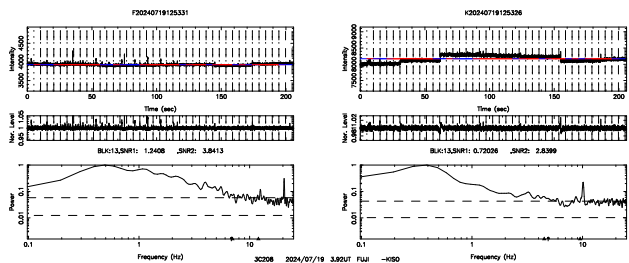 F20240719125331
K20240719125326
Intensity
3500 4000 4500
0 50 100 150 200
Time (sec)
Intensity
7500 8000 8500 9000
0 50 100 150 200
Time (sec)
Nor. Level
0.95 1 1.05
Nor. Level
0.98 1 1.02
BLK:13,SNR1: 1.2408 ,SNR2: 3.8413
BLK:13,SNR1: 0.72026 ,SNR2: 2.8399
Power
0.01 0.1 1
0.1 1 10
Frequency (Hz)
Power
0.01 0.1 1
0.1 1 10
Frequency (Hz)
3C208 2024/07/19 3.92UT FUJI -KISO